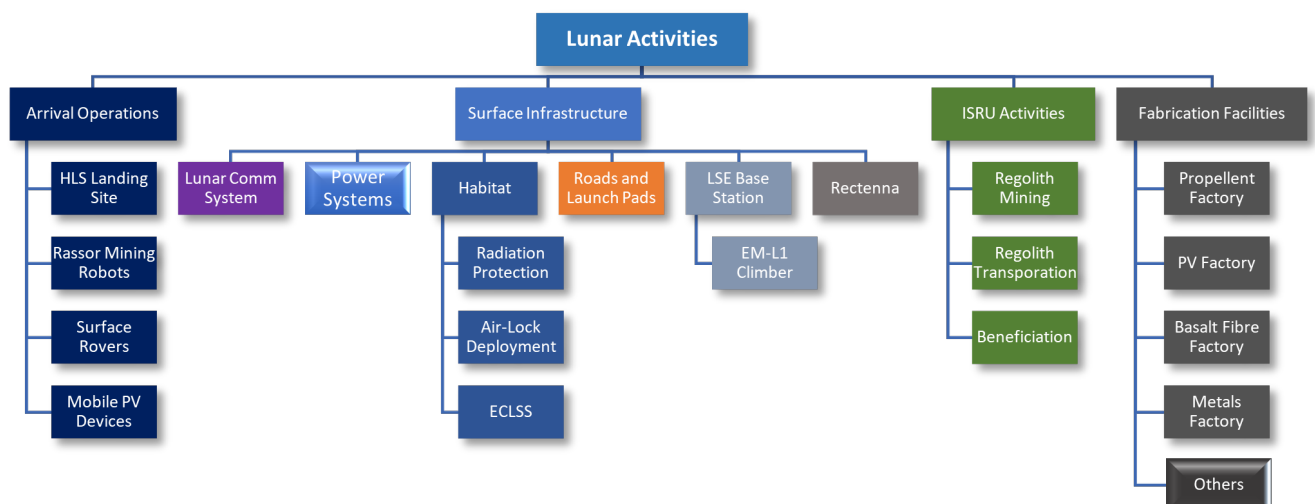 Lunar Activities
Arrival Operations
Surface Infrastructure
ISRU Activities
Fabrication Facilities
HLS Landing
Site
Lunar Comm
System
Power
Systems
Habitat
Roads and
Launch Pads
LSE Base
Station
Rectenna
Regolith
Mining
Propellent
Factory
Rassor Mining
Robots
Radiation
Protection
EM-L1
Climber
Regolith
Transporation
PV Factory
Surface
Rovers
Air-Lock
Deployment
Beneficiation
Basalt Fibre
Factory
Mobile PV
Devices
ECLSS
Metals
Factory
Others